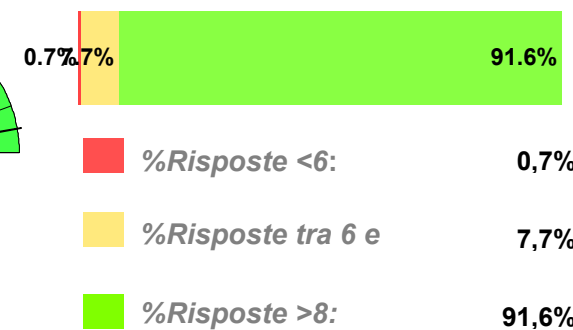 0.7% 7.7% 91.6%
%Risposte <6: 0,7%
%Risposte tra 6 e 7,7%
%Risposte >8: 91,6%